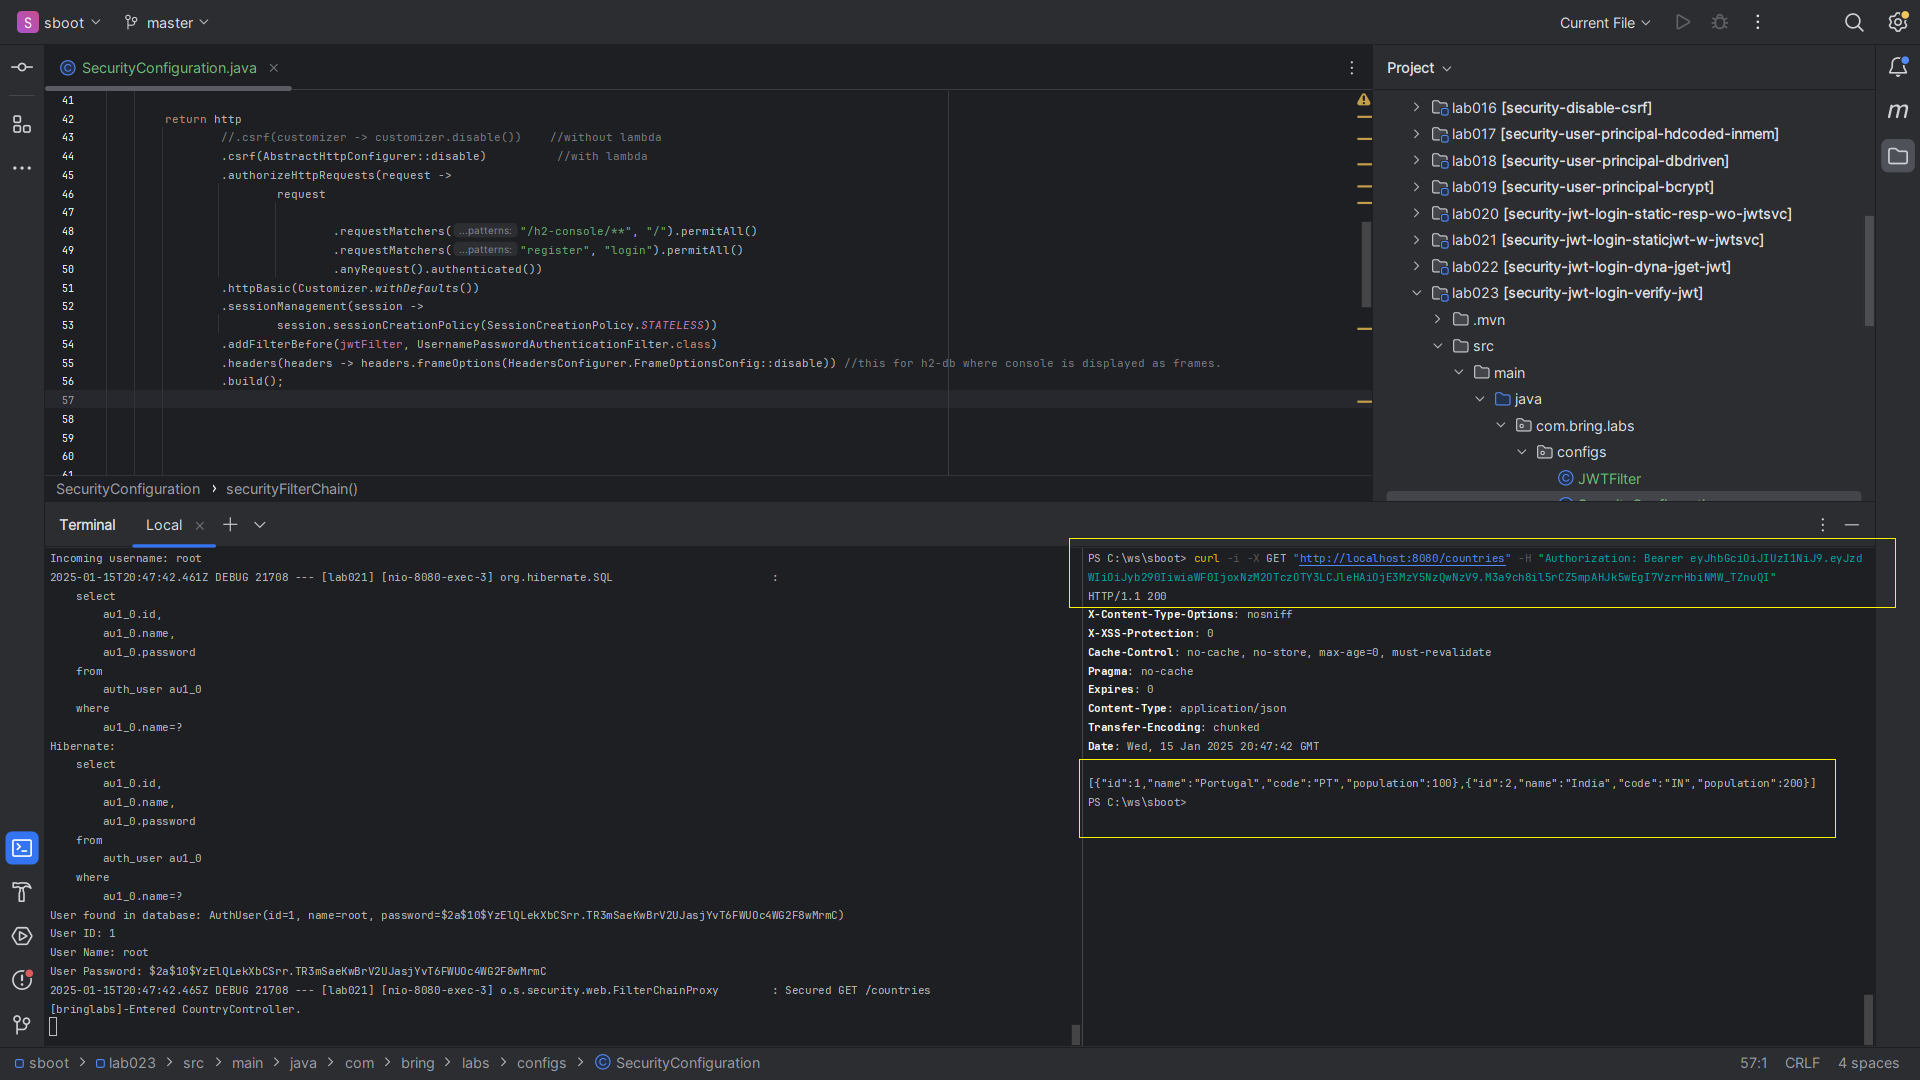 S sboot master Current File
SecurityConfiguration.java
Project
41
42 return http
43 //.csrf(customizer -> customizer.disable()) //without lambda
44 .csrf(AbstractHttpConfigurer::disable) //with lambda
45 .authorizeHttpRequests(request ->
46 request
47
48 .requestMatchers( ...patterns: "/h2-console/**", "/").permitAll()
49 .requestMatchers( ...patterns: "register", "login").permitAll()
50 .anyRequest().authenticated())
51 .httpBasic(Customizer.withDefaults())
52 .sessionManagement(session ->
53 session.sessionCreationPolicy(SessionCreationPolicy.STATELESS))
54 .addFilterBefore(jwtFilter, UsernamePasswordAuthenticationFilter.class)
55 .headers(headers -> headers.frameOptions(HeadersConfigurer.FrameOptionsConfig::disable)) //this for h2-db where console is displayed as frames.
56 .build();
57
58
59
60
61
SecurityConfiguration › securityFilterChain()
lab016 [security-disable-csrf]
lab017 [security-user-principal-hdcoded-inmem]
lab018 [security-user-principal-dbdriven]
lab019 [security-user-principal-bcrypt]
lab020 [security-jwt-login-static-resp-wo-jwtsvc]
lab021 [security-jwt-login-staticjwt-w-jwtsvc]
lab022 [security-jwt-login-dyna-jget-jwt]
lab023 [security-jwt-login-verify-jwt]
.mvn
src
main
java
com.bring.labs
configs
JWTFilter
Terminal Local
Incoming username: root
2025-01-15T20:47:42.461Z DEBUG 21708 --- [lab021] [nio-8080-exec-3] org.hibernate.SQL :
select
au1_0.id,
au1_0.name,
au1_0.password
from
auth_user au1_0
where
au1_0.name=?
Hibernate:
select
au1_0.id,
au1_0.name,
au1_0.password
from
auth_user au1_0
where
au1_0.name=?
User found in database: AuthUser(id=1, name=root, password=$2a$10$YzElQLekXbCSrr.TR3mSaeKwBrV2UJasjYvT6FWUOc4WG2F8wMrmC)
User ID: 1
User Name: root
User Password: $2a$10$YzElQLekXbCSrr.TR3mSaeKwBrV2UJasjYvT6FWUOc4WG2F8wMrmC
2025-01-15T20:47:42.465Z DEBUG 21708 --- [lab021] [nio-8080-exec-3] o.s.security.web.FilterChainProxy : Secured GET /countries
[bringlabs]-Entered CountryController.
PS C:\ws\sboot> curl -i -X GET "http://localhost:8080/countries" -H "Authorization: Bearer eyJhbGciOiJIUzI1NiJ9.eyJzd
WIiOiJyb290IiwiaWF0IjoxNzM2OTczOTY3LCJleHAiOjE3MzY5NzQwNzV9.M3a9ch8il5rCZ5mpAHJk5wEgI7VzrrHbiNMW_TZnuQI"
HTTP/1.1 200
X-Content-Type-Options: nosniff
X-XSS-Protection: 0
Cache-Control: no-cache, no-store, max-age=0, must-revalidate
Pragma: no-cache
Expires: 0
Content-Type: application/json
Transfer-Encoding: chunked
Date: Wed, 15 Jan 2025 20:47:42 GMT
[{"id":1,"name":"Portugal","code":"PT","population":100},{"id":2,"name":"India","code":"IN","population":200}]
PS C:\ws\sboot>
sboot > lab023 > src > main > java > com > bring > labs > configs > SecurityConfiguration 57:1 CRLF 4 spaces